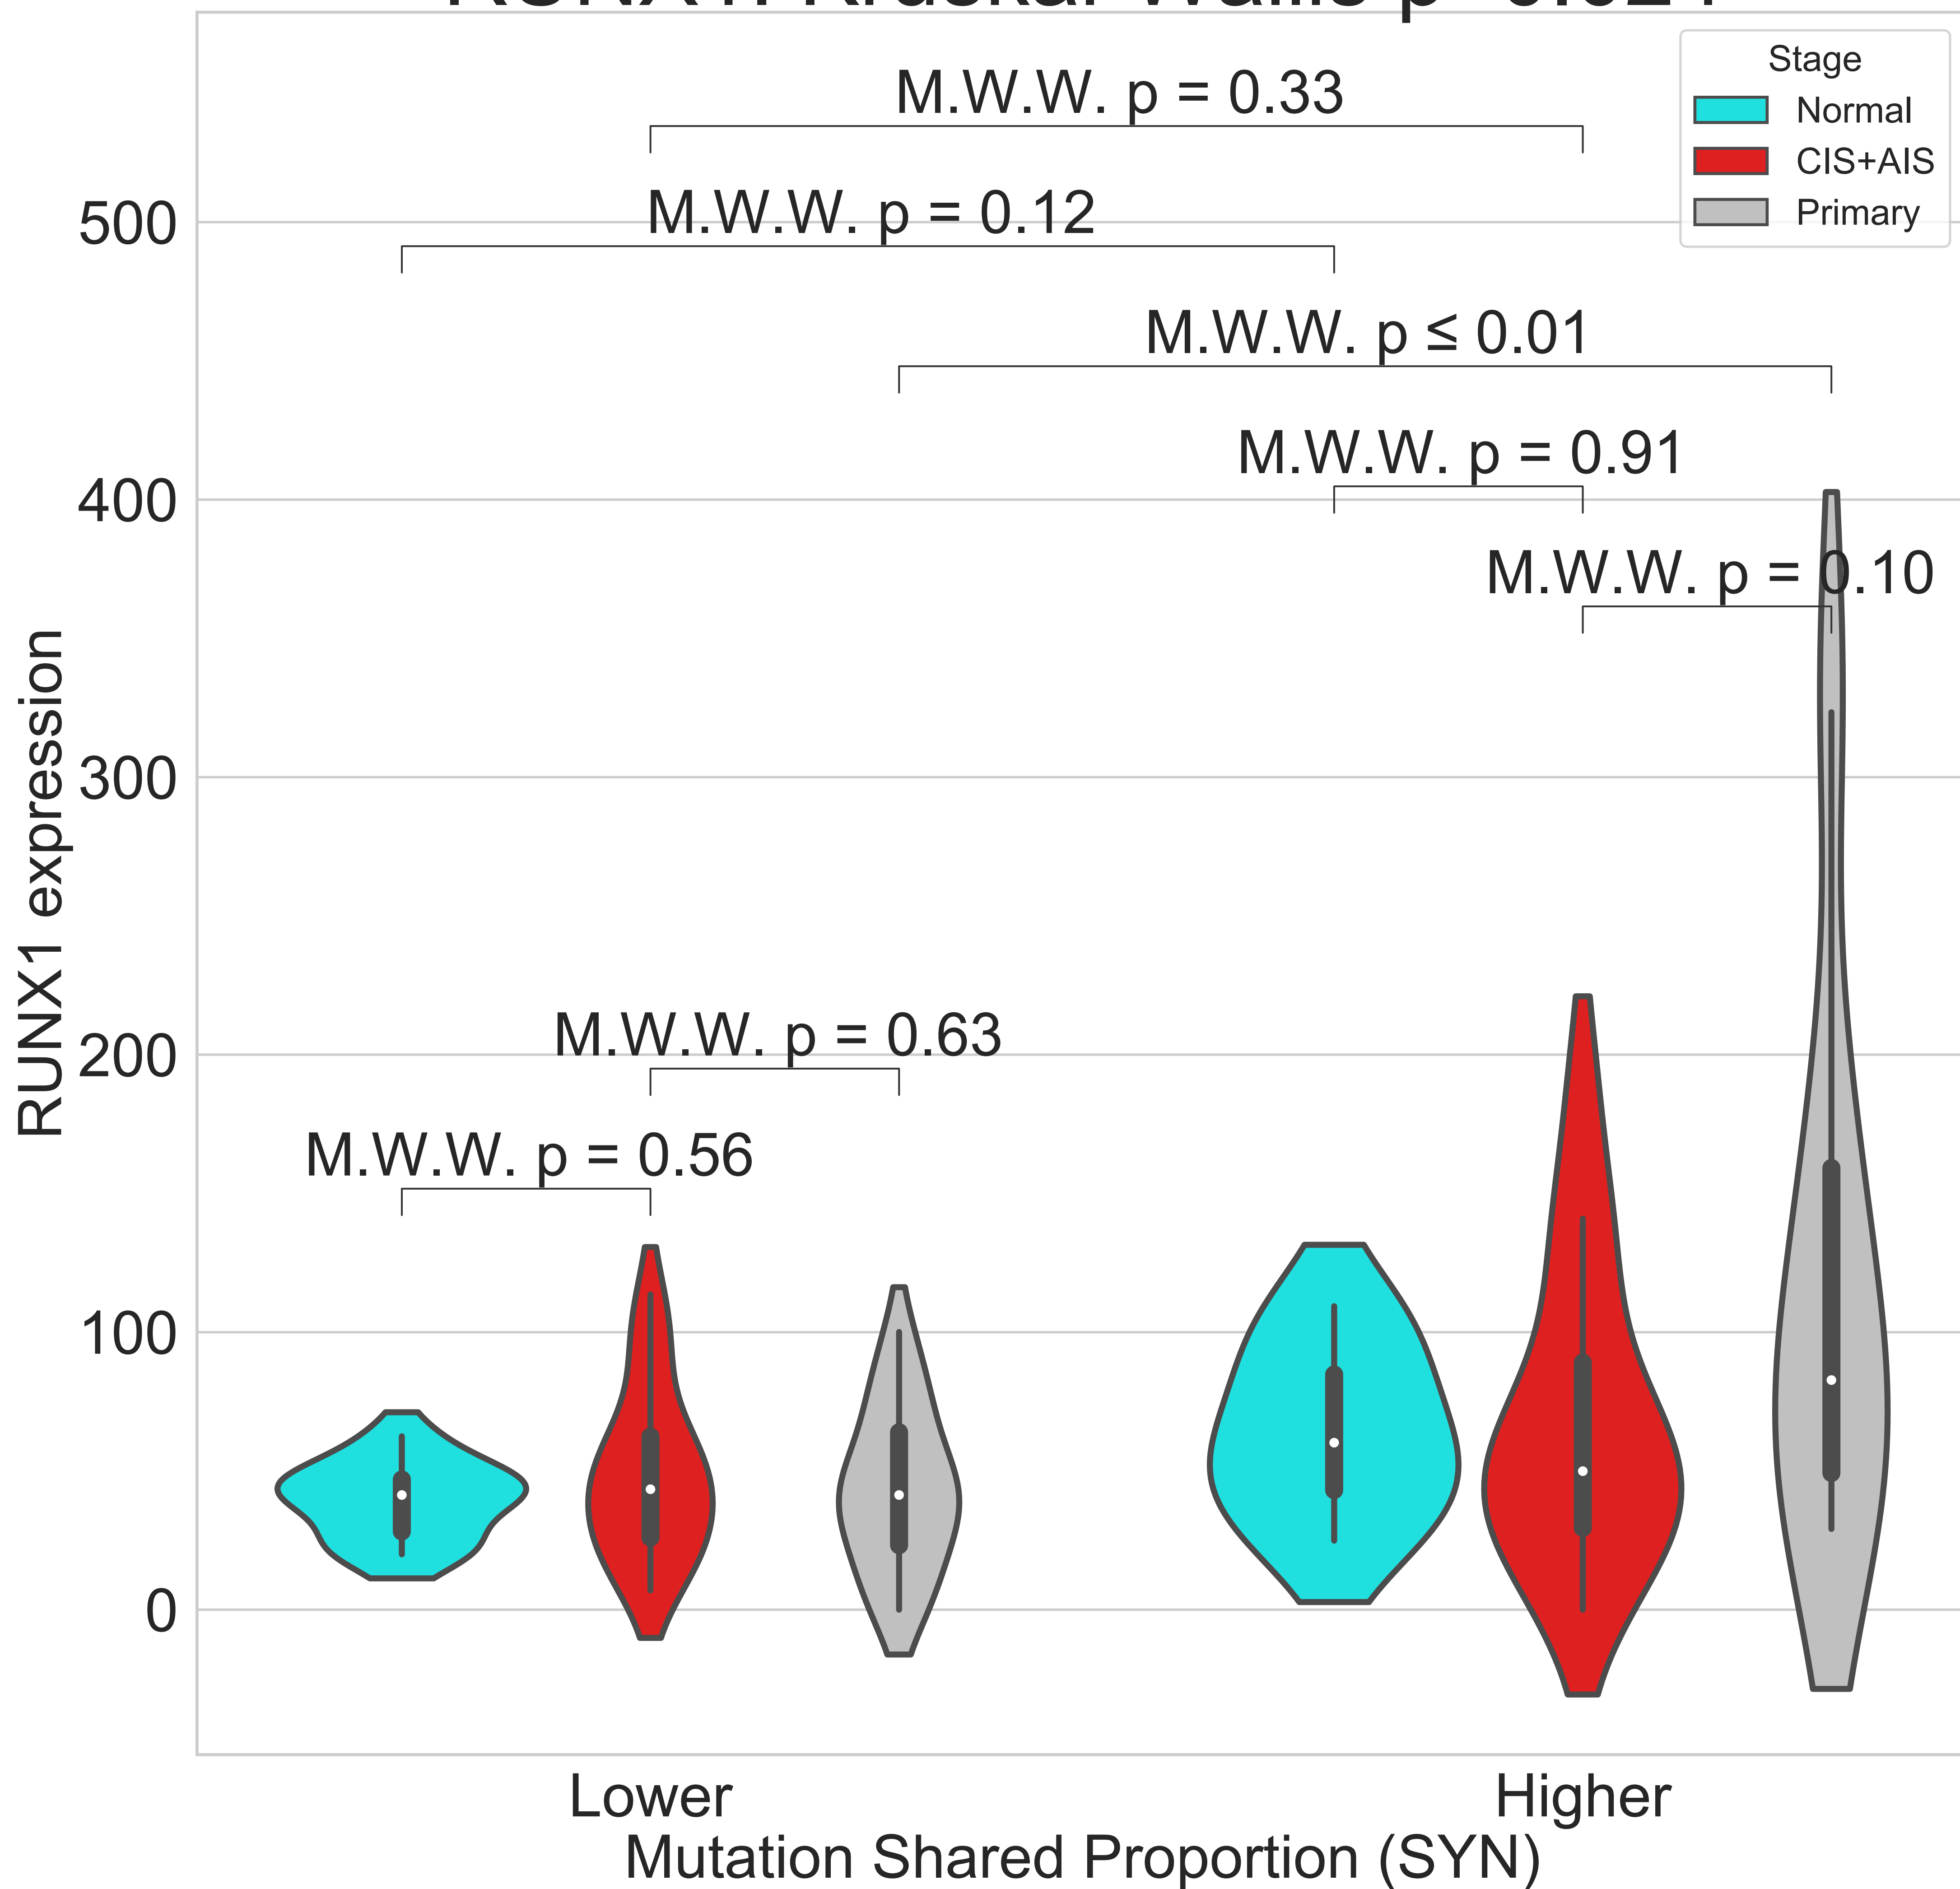 Stage
Normal
CIS+AIS
Primary
M.W.W. p = 0.33
M.W.W. p = 0.12
M.W.W. p ≤ 0.01
M.W.W. p = 0.91
M.W.W. p = 0.10
M.W.W. p = 0.63
M.W.W. p = 0.56
500
400
300
200
100
0
RUNX1 expression
Lower
Higher
Mutation Shared Proportion (SYN)